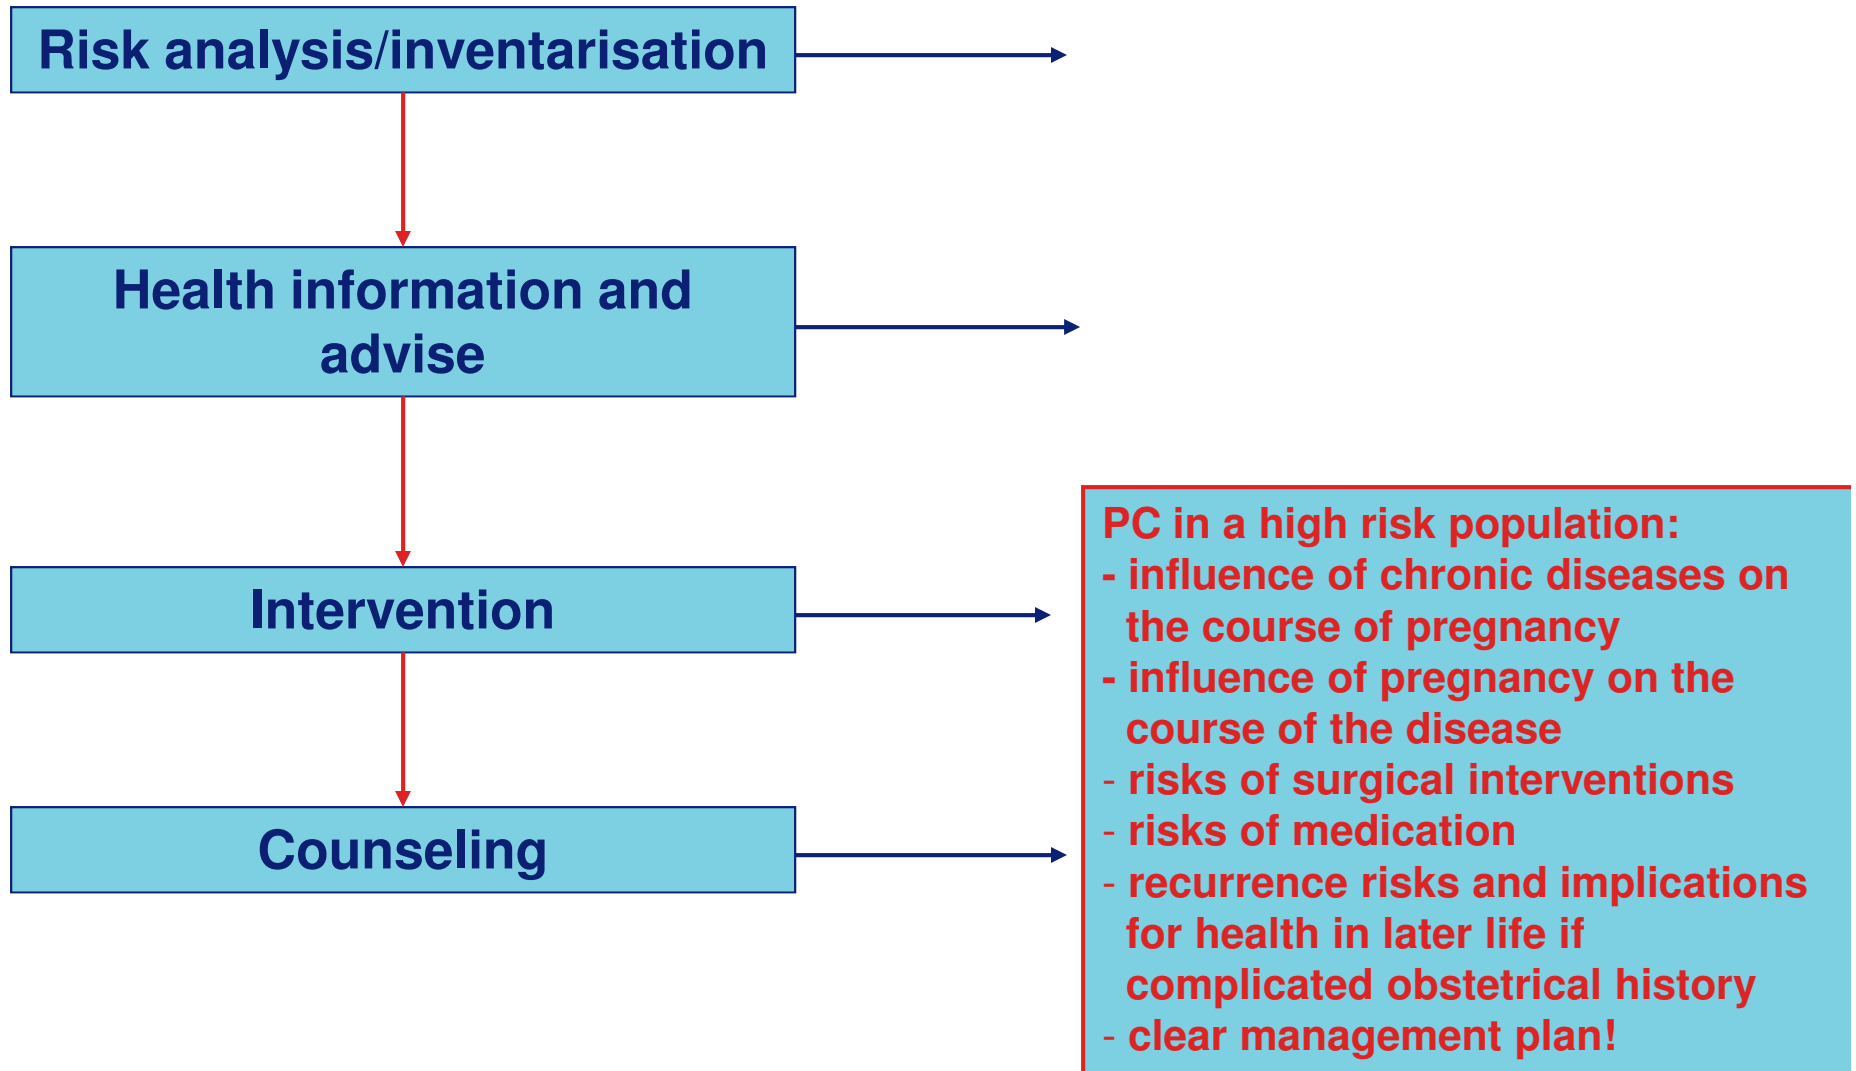 Risk analysis/inventarisation
Health information and
advise
Intervention
Counseling
PC in a high risk population:
- influence of chronic diseases on
the course of pregnancy
- influence of pregnancy on the
course of the disease
- risks of surgical interventions
- risks of medication
- recurrence risks and implications
for health in later life if
complicated obstetrical history
- clear management plan!